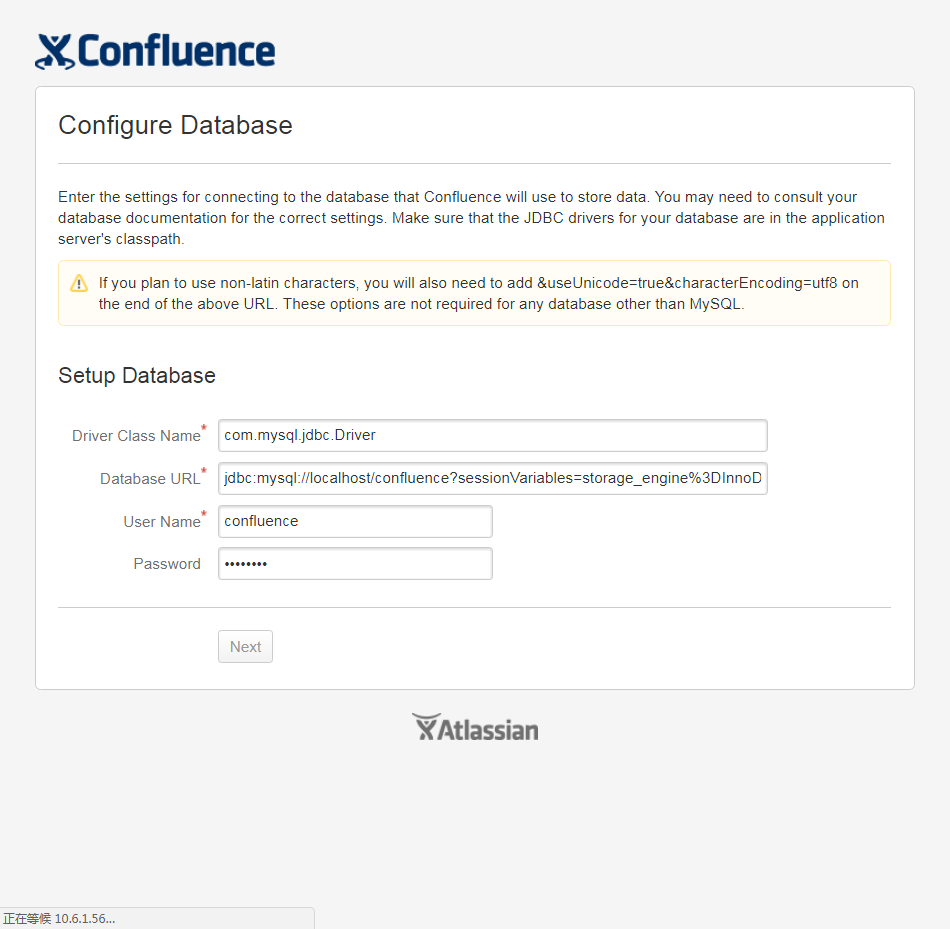 Confluence
Configure Database
Enter the settings for connecting to the database that Confluence will use to store data. You may need to consult your
database documentation for the correct settings. Make sure that the JDBC drivers for your database are in the application
server's classpath.
If you plan to use non-latin characters, you will also need to add &useUnicode=true&characterEncoding=utf8 on
the end of the above URL. These options are not required for any database other than MySQL.
Setup Database
Driver Class Name* com.mysql.jdbc.Driver
Database URL* jdbc:mysql://localhost/confluence?sessionVariables=storage_engine%3DInnoD
User Name* confluence
Password ••••••••
Next
Atlassian
正在等候 10.6.1.56...